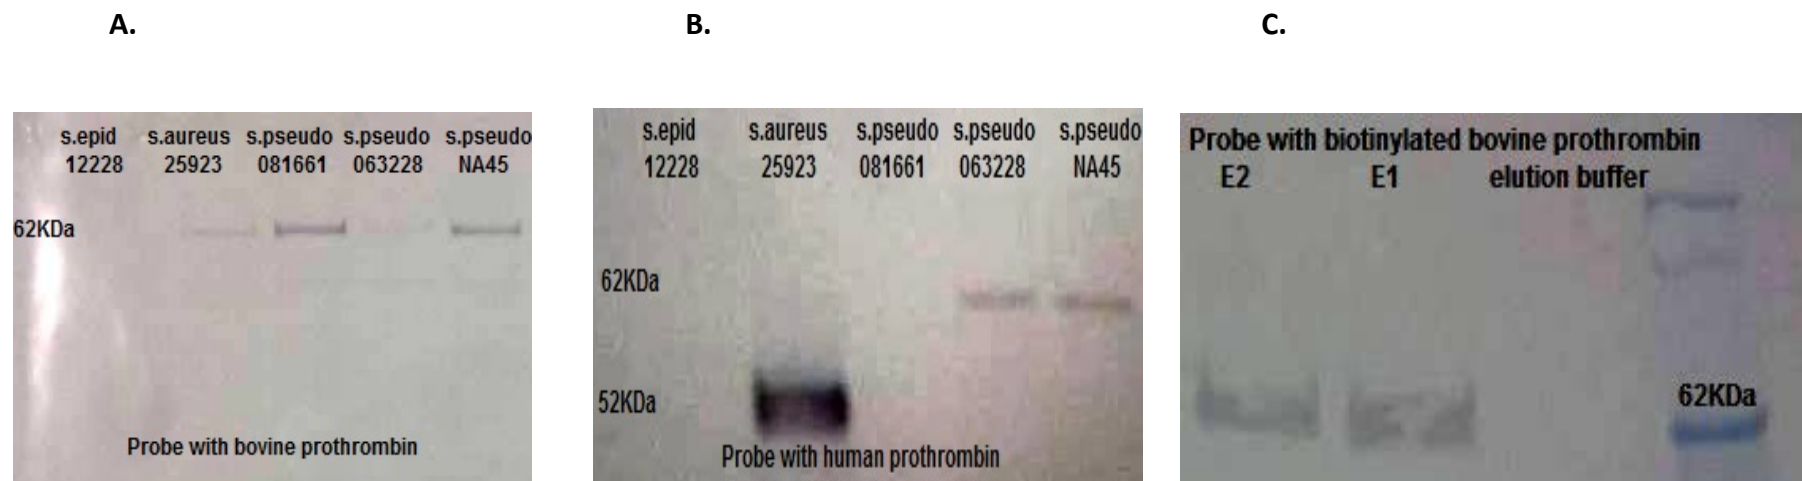 A.
s.epid s.aureus s.pseudo s.pseudo s.pseudo
12228 25923 081661 063228 NA45
62KDa
Probe with bovine prothrombin
B.
s.epid s.aureus s.pseudo s.pseudo s.pseudo
12228 25923 081661 063228 NA45
62KDa
52KDa
Probe with human prothrombin
C.
Probe with biotinylated bovine prothrombin
E2 E1 elution buffer
62KDa